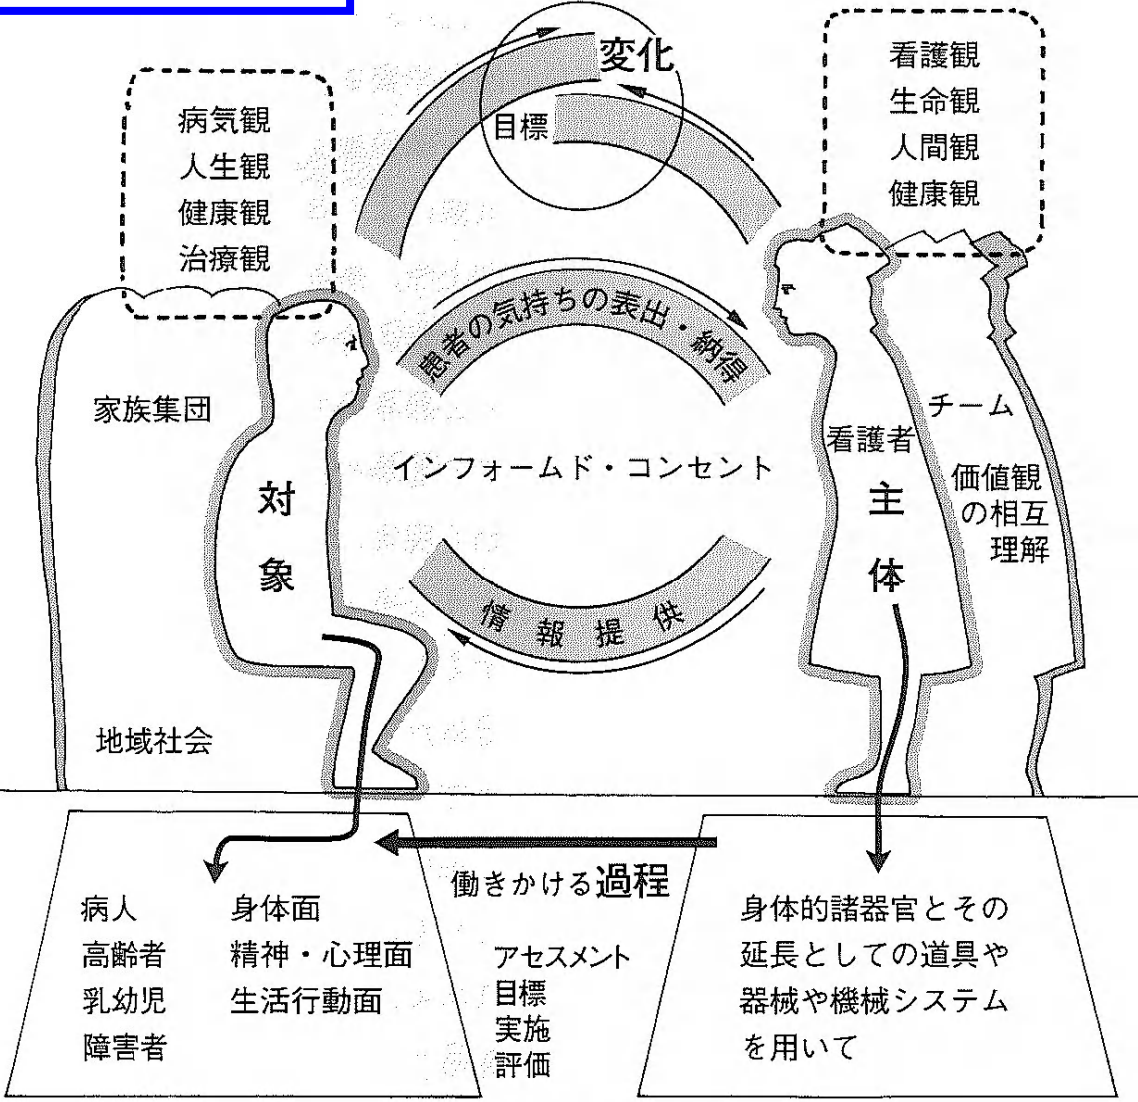 変化
目標
病気観
人生観
健康観
治療観
看護観
生命観
人間観
健康観
患者の気持ちの表出・納得
インフォームド・コンセント
情報提供
家族集団
対象
地域社会
看護者
主体
チーム
価値観
の相互
理解
働きかける過程
病人
高齢者
乳幼児
障害者
身体面
精神・心理面
生活行動面
アセスメント
目標
実施
評価
身体的諸器官とその
延長としての道具や
器械や機械システム
を用いて